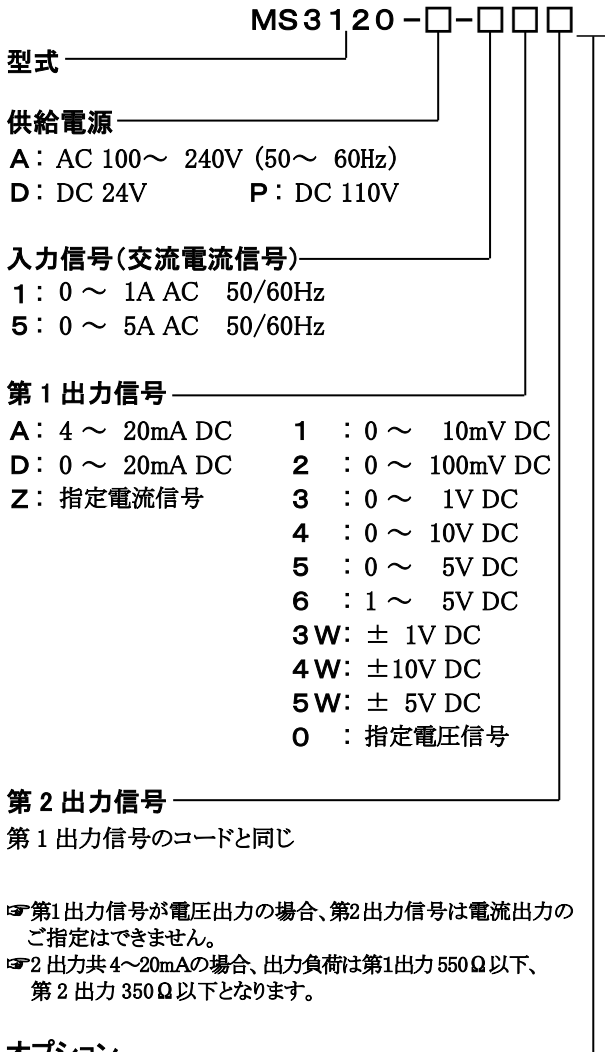 MS3120-□-□□□
型式
供給電源
A: AC 100～ 240V (50～ 60Hz)
D: DC 24V P: DC 110V
入力信号(交流電流信号)
1: 0 ～ 1A AC 50/60Hz
5: 0 ～ 5A AC 50/60Hz
第1出力信号
A: 4 ～ 20mA DC 1 : 0 ～ 10mV DC
D: 0 ～ 20mA DC 2 : 0 ～ 100mV DC
Z: 指定電流信号 3 : 0 ～ 1V DC
4 : 0 ～ 10V DC
5 : 0 ～ 5V DC
6 : 1 ～ 5V DC
3W: ± 1V DC
4W: ±10V DC
5W: ± 5V DC
0 : 指定電圧信号
第2出力信号
第1出力信号のコードと同じ
☞第1出力信号が電圧出力の場合、第2出力信号は電流出力の
ご指定はできません。
☞2出力共4～20mAの場合、出力負荷は第1出力550Ω以下、
第2出力350Ω以下となります。
オプション